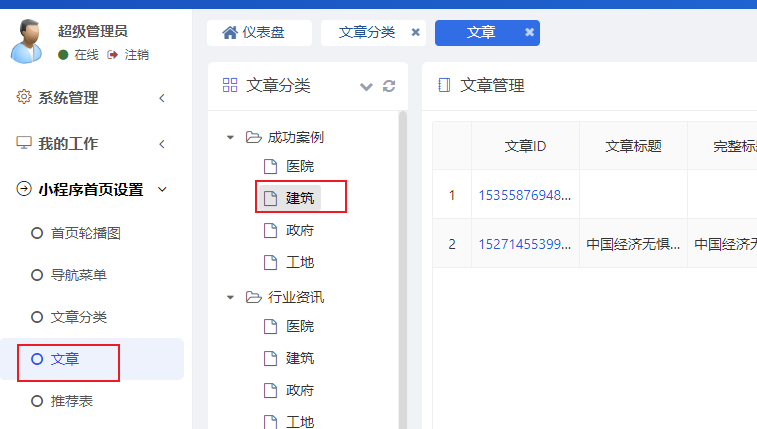 超级管理员
在线 注销
系统管理
我的工作
小程序首页设置
首页轮播图
导航菜单
文章分类
文章
推荐表
仪表盘 文章分类 文章
文章分类
成功案例
医院
建筑
政府
工地
行业资讯
医院
建筑
政府
工地
文章管理
文章ID 文章标题 完整标
1 15355876948...
2 15271455399... 中国经济无惧... 中国经济无